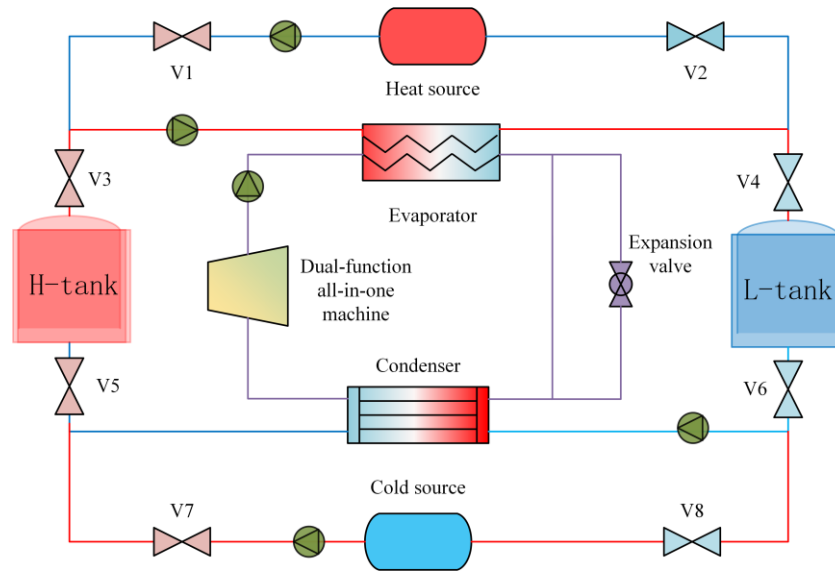 V1
V2
Heat source
V3
V4
Evaporator
Expansion
valve
H-tank
Dual-function
all-in-one
machine
L-tank
Condenser
V5
V6
Cold source
V7
V8